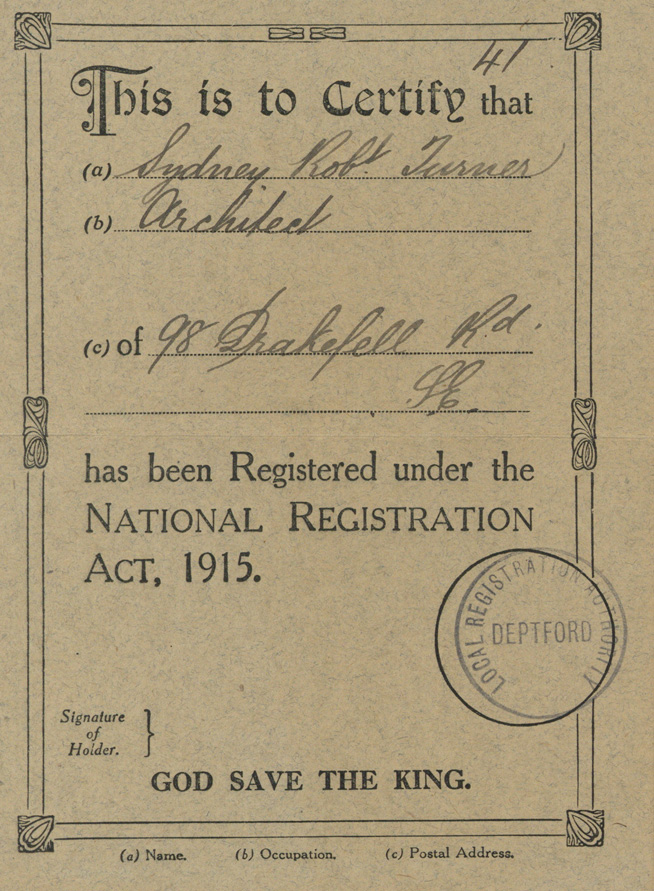 41
This is to Certify that
(a) Sydney Robt. Turner
(b) Architect
(c) of 98 Drakefell Rd.
SE.
has been Registered under the
NATIONAL REGISTRATION
ACT, 1915.
LOCAL REGISTRATION AUTHORITY
DEPTFORD
Signature
of
Holder.
GOD SAVE THE KING.
(a) Name. (b) Occupation. (c) Postal Address.